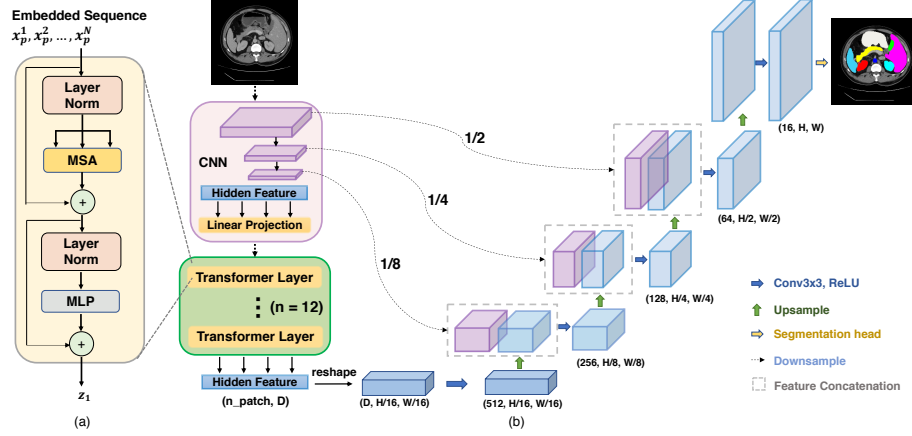 Embedded Sequence
x_p^1, x_p^2, ..., x_p^N
Layer
Norm
MSA
+
Layer
Norm
MLP
+
z_1
(a)
CNN
Hidden Feature
Linear Projection
Transformer Layer
⋮ (n = 12)
Transformer Layer
Hidden Feature
(n_patch, D)
reshape
(D, H/16, W/16)
(512, H/16, W/16)
(b)
1/2
1/4
1/8
(256, H/8, W/8)
(128, H/4, W/4)
(64, H/2, W/2)
(16, H, W)
Conv3x3, ReLU
Upsample
Segmentation head
Downsample
Feature Concatenation